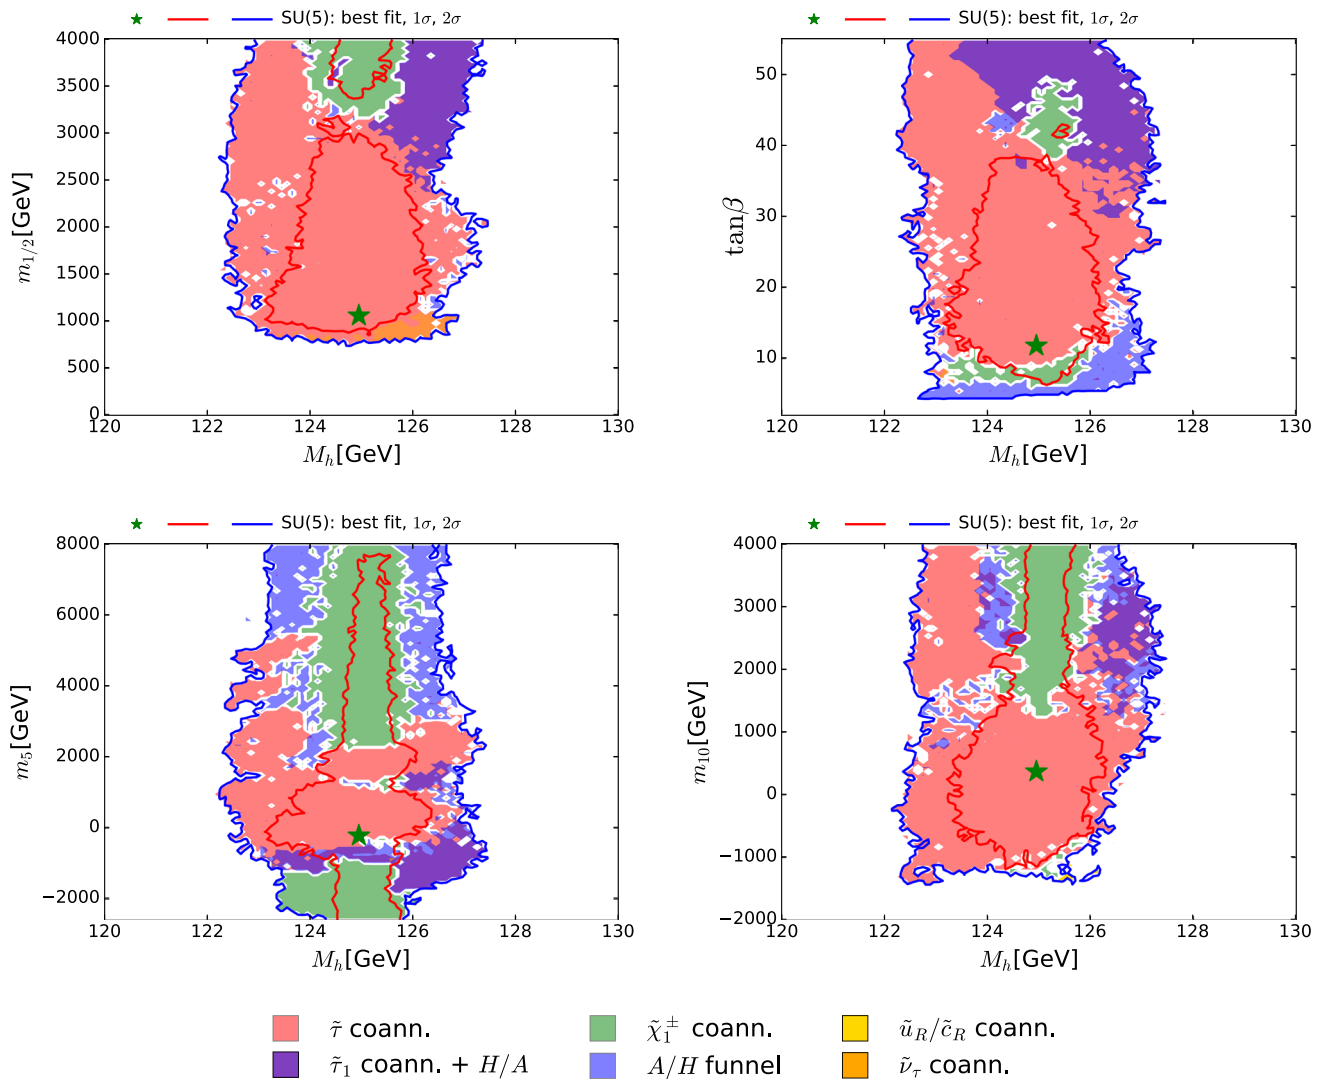 SU(5): best fit, 1σ, 2σ
SU(5): best fit, 1σ, 2σ
4000
3500
3000
2500
2000
1500
1000
500
0
m1/2[GeV]
120 122 124 126 128 130
Mh[GeV]
50
40
30
20
10
tanβ
120 122 124 126 128 130
Mh[GeV]
SU(5): best fit, 1σ, 2σ
SU(5): best fit, 1σ, 2σ
8000
6000
4000
2000
0
−2000
m5[GeV]
120 122 124 126 128 130
Mh[GeV]
4000
3000
2000
1000
0
−1000
−2000
m10[GeV]
120 122 124 126 128 130
Mh[GeV]
τ̃ coann.
χ̃₁± coann.
ũR/c̃R coann.
τ̃₁ coann. + H/A
A/H funnel
ν̃τ coann.